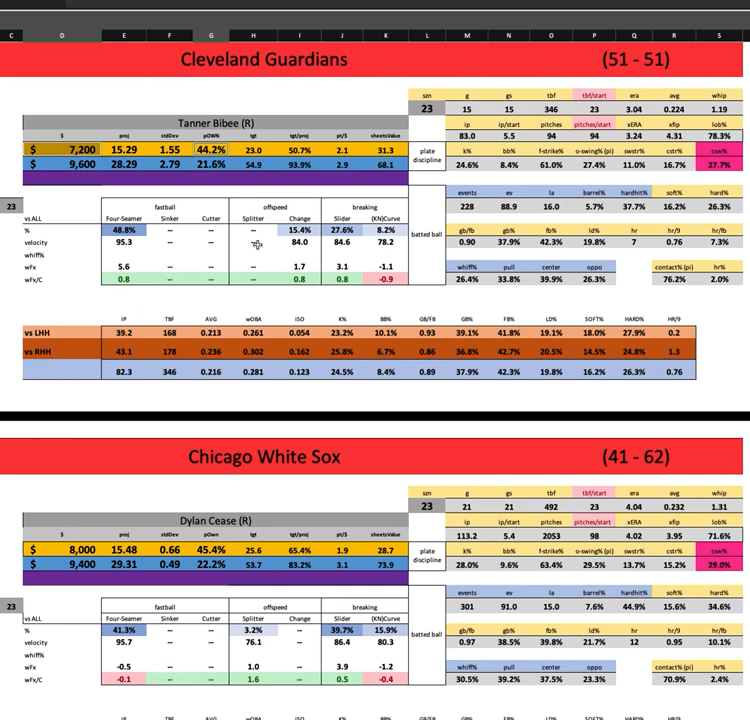 C D E F G H I J K L M N O P Q R S
Cleveland Guardians (51 - 51)
szn g gs tbf tbf/start era avg whip
23 15 15 346 23 3.04 0.224 1.19
Tanner Bibee (R) ip ip/start pitches pitches/start xERA xfip lob%
$ proj stdDev pOWN tgt tgt/proj pt/$ sheetsValue 83.0 5.5 94 94 3.24 4.31 78.3%
$ 7,200 15.29 1.55 44.2% 23.0 50.7% 2.1 31.3 plate discipline k% bb% f-strike% o-swing% (pi) swstr% cstr% csw%
$ 9,600 28.29 2.79 21.6% 54.9 93.9% 2.9 68.1 24.6% 8.4% 61.0% 27.4% 11.0% 16.7% 27.7%
events ev la barrel% hardhit% soft% hard%
23 fastball offspeed breaking 228 88.9 16.0 5.7% 37.7% 16.2% 26.3%
vs ALL Four-Seamer Sinker Cutter Splitter Change Slider (KN)Curve
% 48.8% -- -- -- 15.4% 27.6% 8.2% batted ball gb/fb gb% fb% ld% hr hr/9 hr/fb
velocity 95.3 -- -- -- 84.0 84.6 78.2 0.90 37.9% 42.3% 19.8% 7 0.76 7.3%
whiff%
wFx 5.6 -- -- -- 1.7 3.1 -1.1 whiff% pull center oppo contact% (pi) hr%
wFx/C 0.8 -- -- -- 0.8 0.8 -0.9 26.4% 33.8% 39.9% 26.3% 76.2% 2.0%
IP TBF AVG wOBA ISO K% BB% GB/FB GB% FB% LD% SOFT% HARD% HR/9
vs LHH 39.2 168 0.213 0.261 0.054 23.2% 10.1% 0.93 39.1% 41.8% 19.1% 18.0% 27.9% 0.2
vs RHH 43.1 178 0.236 0.302 0.162 25.8% 6.7% 0.86 36.8% 42.7% 20.5% 14.5% 24.8% 1.3
82.3 346 0.216 0.281 0.123 24.5% 8.4% 0.89 37.9% 42.3% 19.8% 16.2% 26.3% 0.76
Chicago White Sox (41 - 62)
szn g gs tbf tbf/start era avg whip
23 21 21 492 23 4.04 0.232 1.31
Dylan Cease (R) ip ip/start pitches pitches/start xERA xfip lob%
$ proj stdDev pOWN tgt tgt/proj pt/$ sheetsValue 113.2 5.4 2053 98 4.02 3.95 71.6%
$ 8,000 15.48 0.66 45.4% 25.6 65.4% 1.9 28.7 plate discipline k% bb% f-strike% o-swing% (pi) swstr% cstr% csw%
$ 9,400 29.31 0.49 22.2% 53.7 83.2% 3.1 73.9 28.0% 9.6% 63.4% 29.5% 13.7% 15.2% 29.0%
events ev la barrel% hardhit% soft% hard%
23 fastball offspeed breaking 301 91.0 15.0 7.6% 44.9% 15.6% 34.6%
vs ALL Four-Seamer Sinker Cutter Splitter Change Slider (KN)Curve
% 41.3% -- -- 3.2% -- 39.7% 15.9% batted ball gb/fb gb% fb% ld% hr hr/9 hr/fb
velocity 95.7 -- -- 76.1 -- 86.4 80.3 0.97 38.5% 39.8% 21.7% 12 0.95 10.1%
whiff%
wFx -0.5 -- -- 1.0 -- 3.9 -1.2 whiff% pull center oppo contact% (pi) hr%
wFx/C -0.1 -- -- 1.6 -- 0.5 -0.4 30.5% 39.2% 37.5% 23.3% 70.9% 2.4%
IP TBF AVG wOBA ISO K% BB% GB/FB GB% FB% LD% SOFT% HARD% HR/9